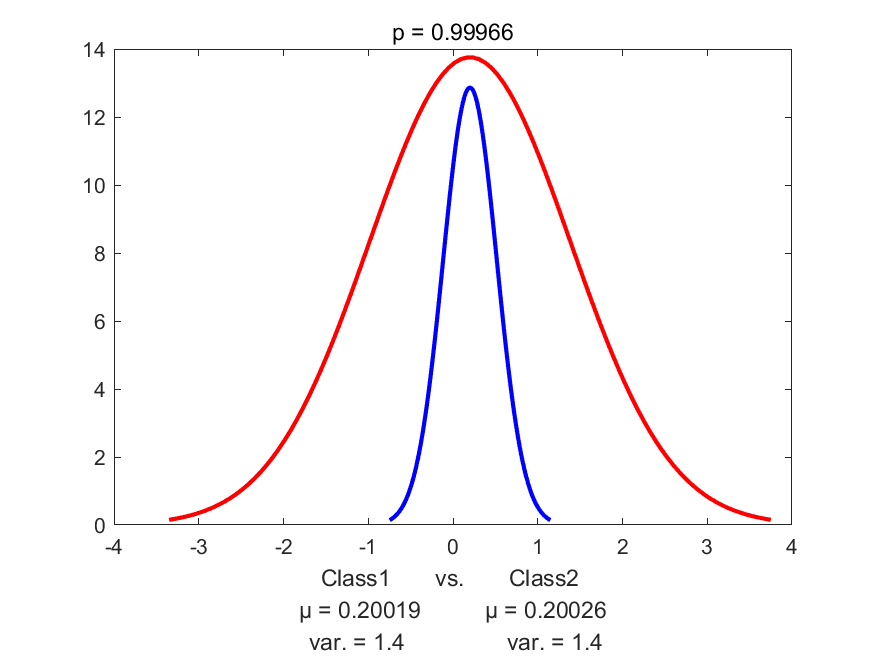 p = 0.99966
14
12
10
8
6
4
2
0
-4 -3 -2 -1 0 1 2 3 4
Class1 vs. Class2
μ = 0.20019 μ = 0.20026
var. = 1.4 var. = 1.4